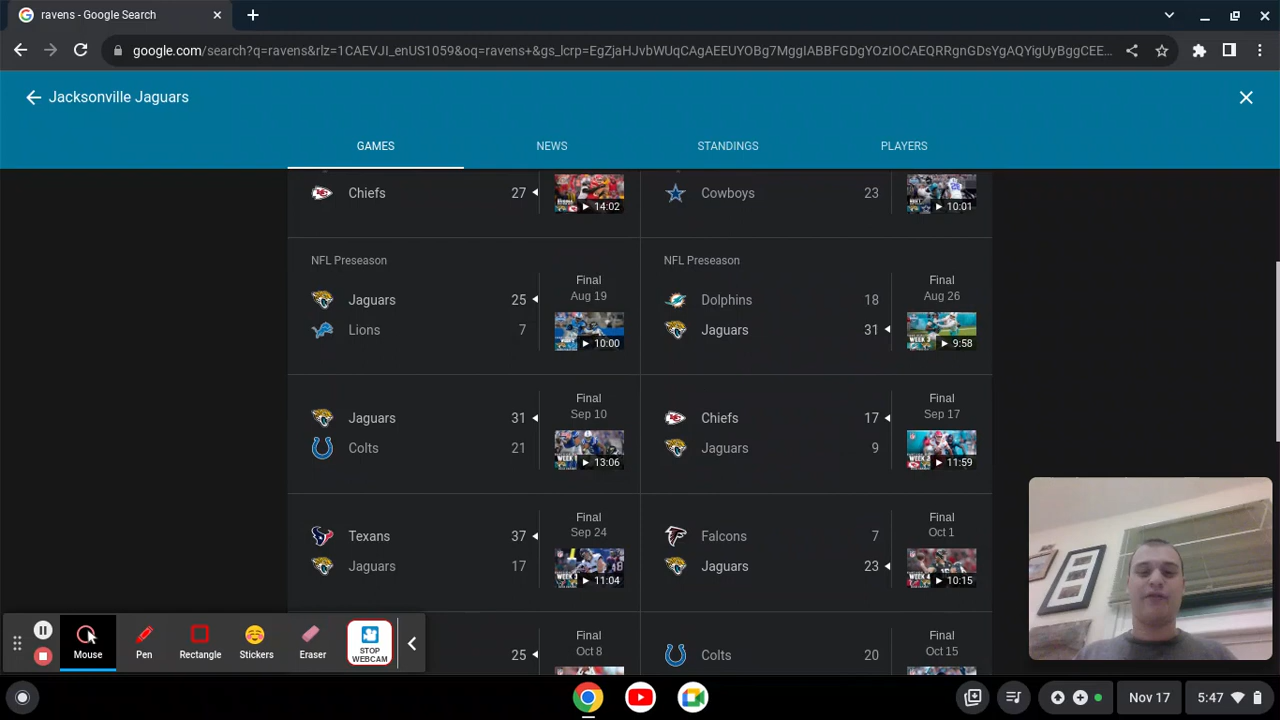 ravens - Google Search
google.com/search?q=ravens&rlz=1CAEVJI_enUS1059&oq=ravens+&gs_lcrp=EgZjaHJvbWUqCAgAEEUYOBg7MggIABBFGDgYOzIOCAEQRRgnGDsYgAQYigUyBggCEE...
Jacksonville Jaguars
GAMES NEWS STANDINGS PLAYERS
Chiefs 27 14:02
Cowboys 23 10:01
NFL Preseason
Final
Aug 19
Jaguars 25
Lions 7
10:00
NFL Preseason
Final
Aug 26
Dolphins 18
Jaguars 31
9:58
Final
Sep 10
Jaguars 31
Colts 21
13:06
Final
Sep 17
Chiefs 17
Jaguars 9
11:59
Final
Sep 24
Texans 37
Jaguars 17
11:04
Final
Oct 1
Falcons 7
Jaguars 23
10:15
Final
Oct 8
25
Final
Oct 15
Colts 20
Mouse Pen Rectangle Stickers Eraser STOP WEBCAM
Nov 17 5:47